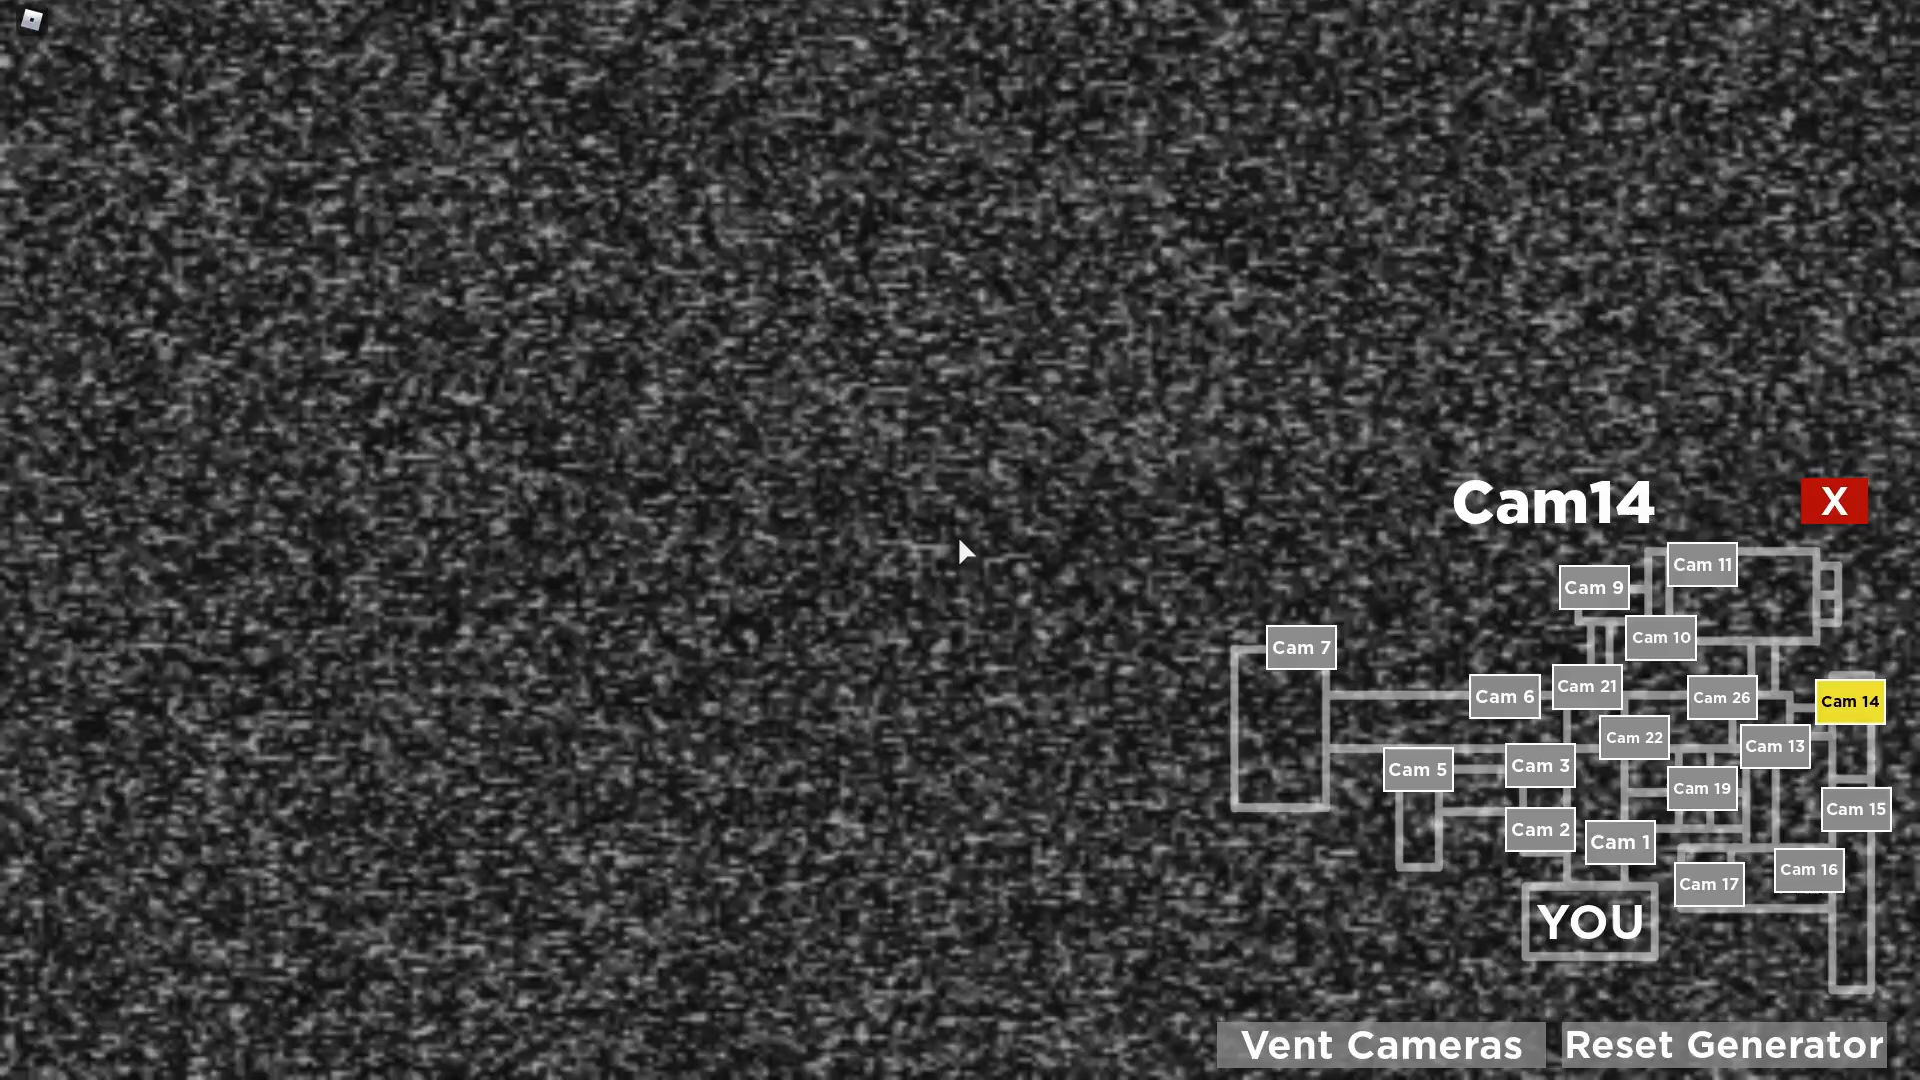 Cam14
X
Cam 11
Cam 9
Cam 10
Cam 7
Cam 21
Cam 6
Cam 26
Cam 14
Cam 22
Cam 13
Cam 3
Cam 5
Cam 19
Cam 15
Cam 2
Cam 1
Cam 16
Cam 17
YOU
Vent Cameras
Reset Generator